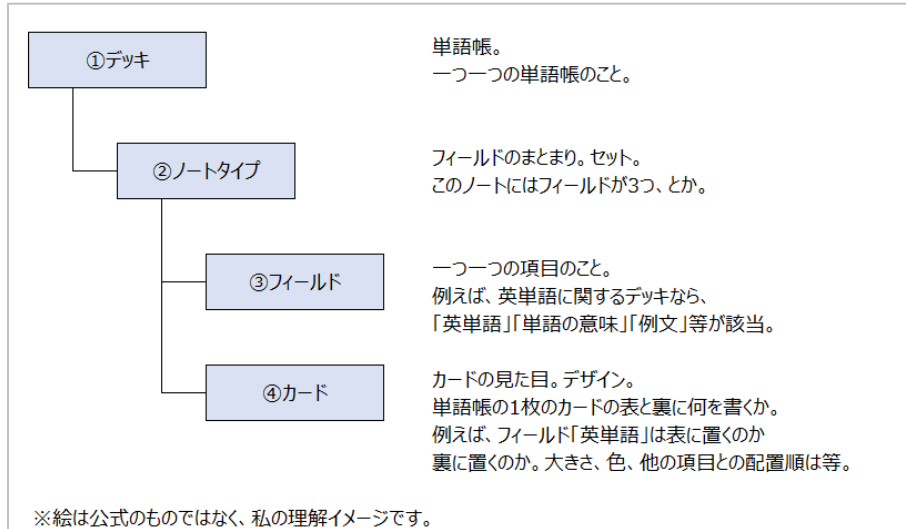 ①デッキ
単語帳。
一つ一つの単語帳のこと。
②ノートタイプ
フィールドのまとまり。セット。
このノートにはフィールドが3つ、とか。
③フィールド
一つ一つの項目のこと。
例えば、英単語に関するデッキなら、
「英単語」「単語の意味」「例文」等が該当。
④カード
カードの見た目。デザイン。
単語帳の1枚のカードの表と裏に何を書くか。
例えば、フィールド「英単語」は表に置くのか
裏に置くのか。大きさ、色、他の項目との配置順は等。
※絵は公式のものではなく、私の理解イメージです。